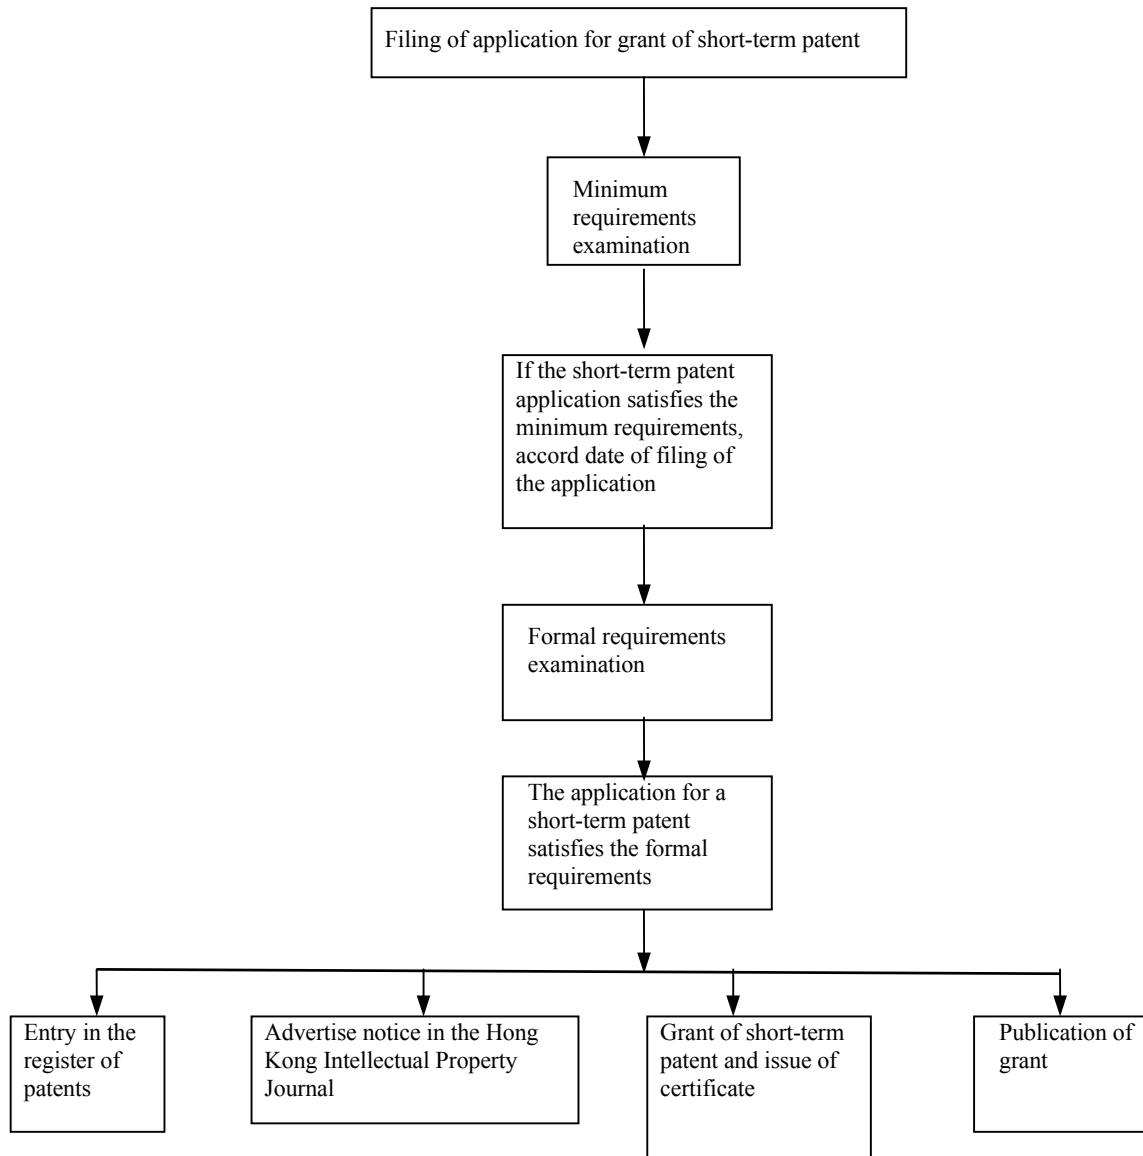 Filing of application for grant of short-term patent
Minimum
requirements
examination
If the short-term patent
application satisfies the
minimum requirements,
accord date of filing of
the application
Formal requirements
examination
The application for a
short-term patent
satisfies the formal
requirements
Entry in the
register of
patents
Advertise notice in the Hong
Kong Intellectual Property
Journal
Grant of short-term
patent and issue of
certificate
Publication of
grant